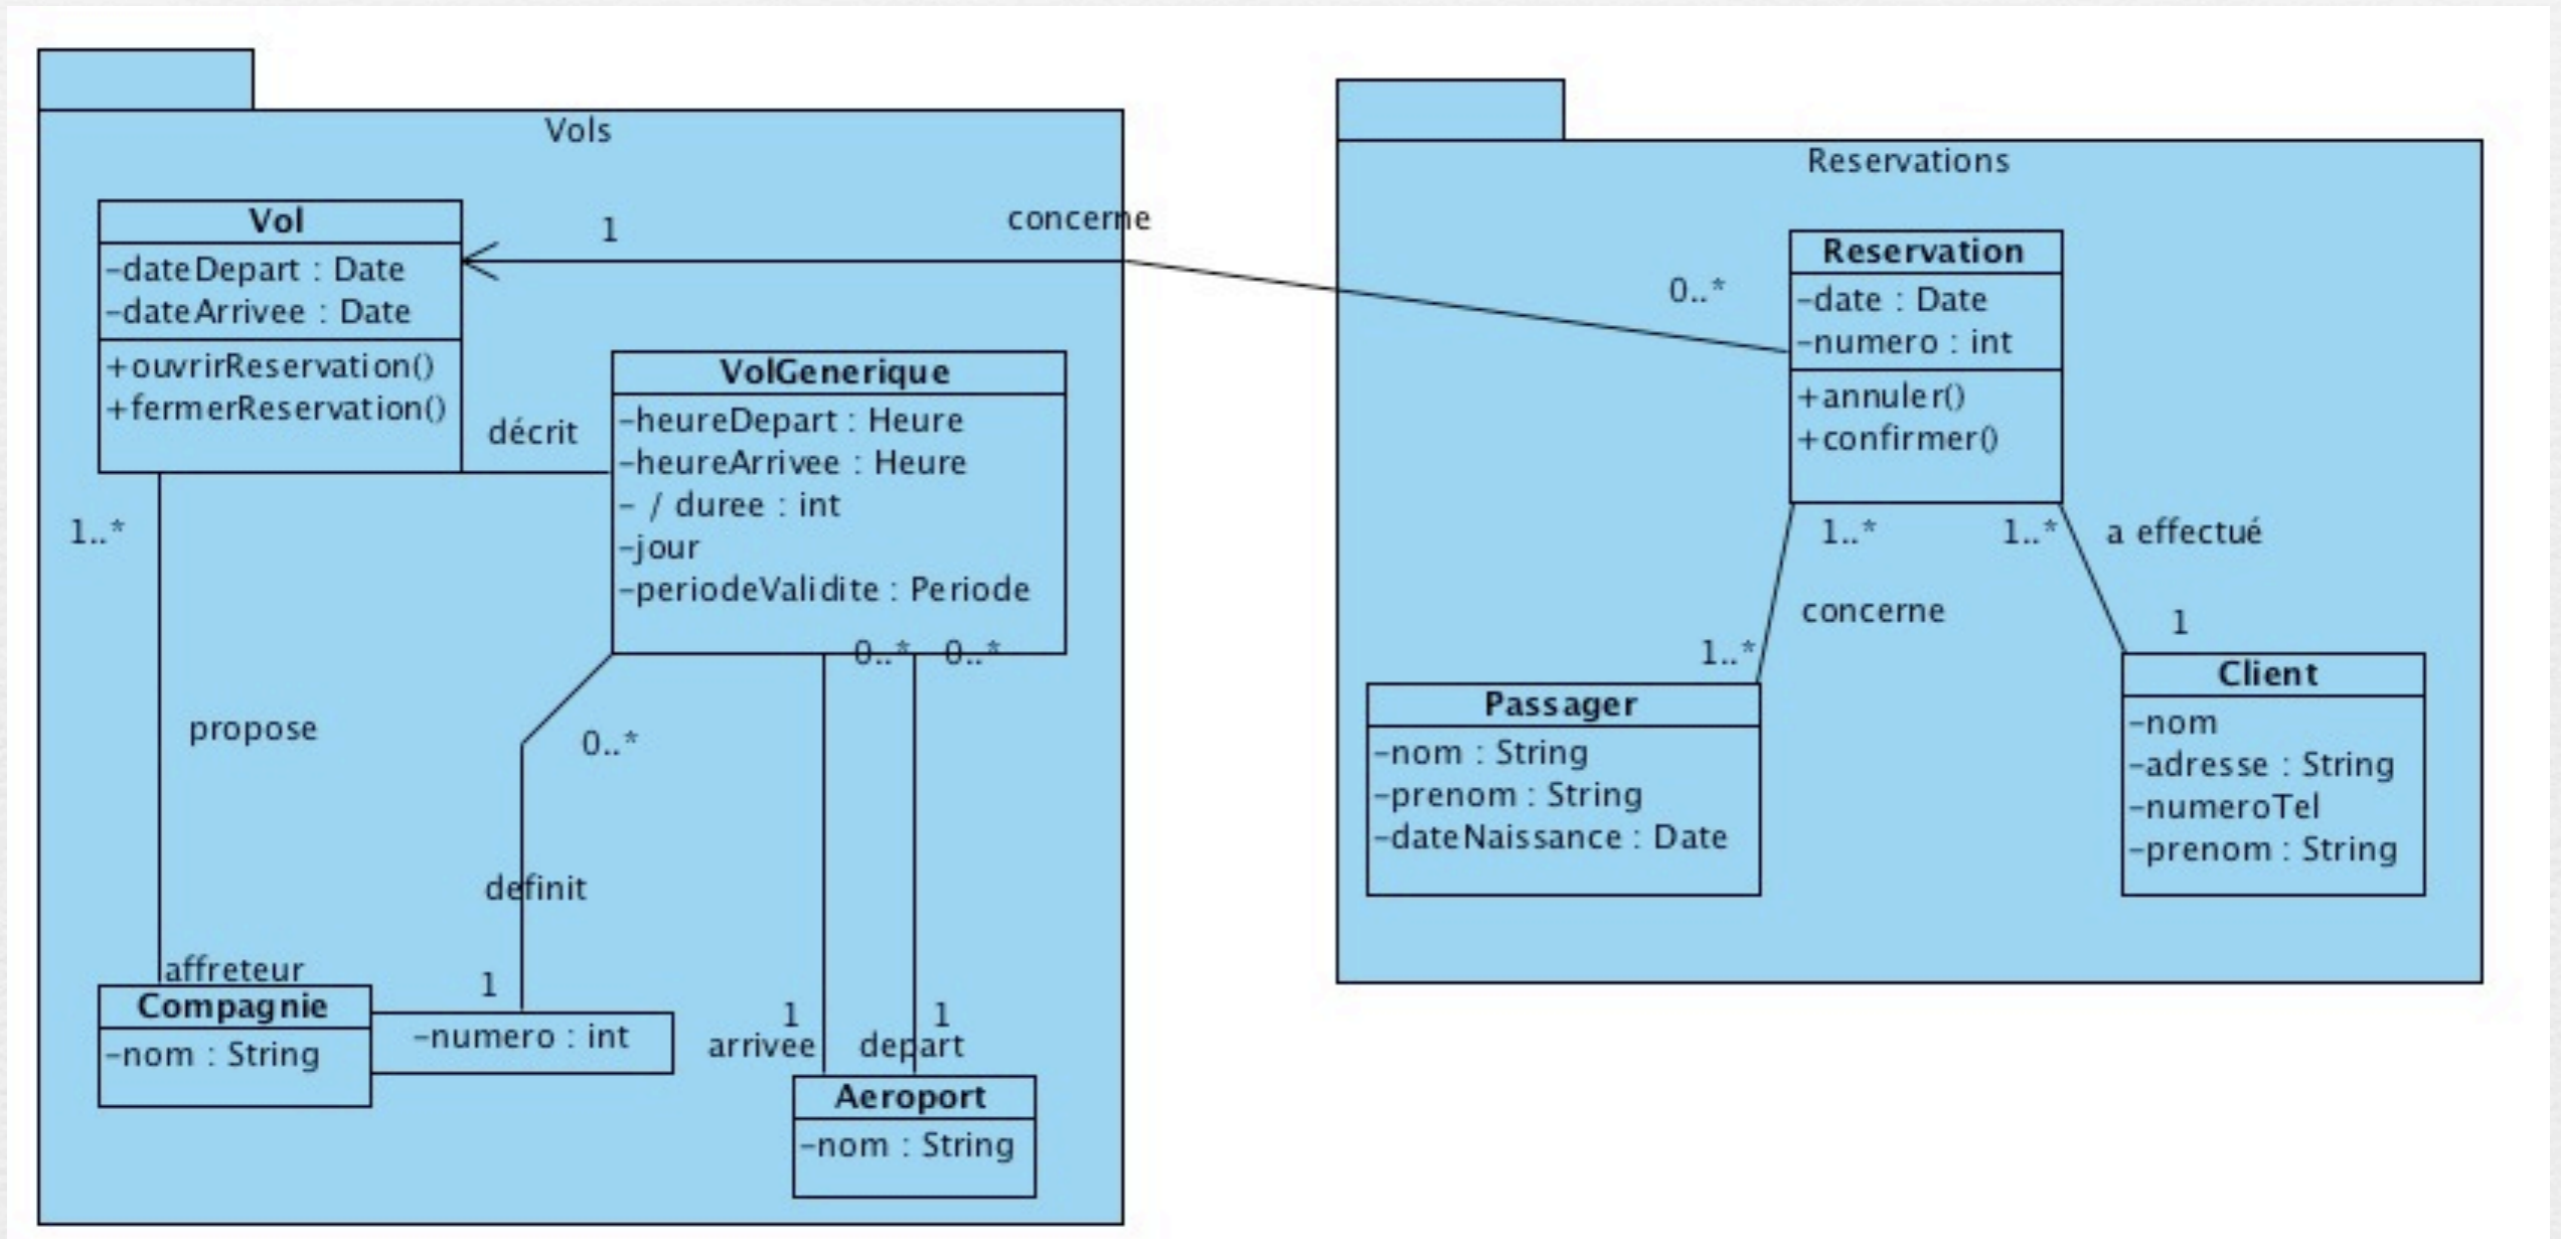 Vols
Vol
-dateDepart : Date
-dateArrivee : Date
+ouvrirReservation()
+fermerReservation()
1
concerne
décrit
VolGenerique
-heureDepart : Heure
-heureArrivee : Heure
- / duree : int
-jour
-periodeValidite : Periode
1..*
0..*
0..*
propose
0..*
definit
affreteur
1
Compagnie
-nom : String
-numero : int
1
1
arrivee
depart
Aeroport
-nom : String
Reservations
0..*
Reservation
-date : Date
-numero : int
+annuler()
+confirmer()
1..*
1..*
a effectué
concerne
1
1..*
Passager
-nom : String
-prenom : String
-dateNaissance : Date
Client
-nom
-adresse : String
-numeroTel
-prenom : String